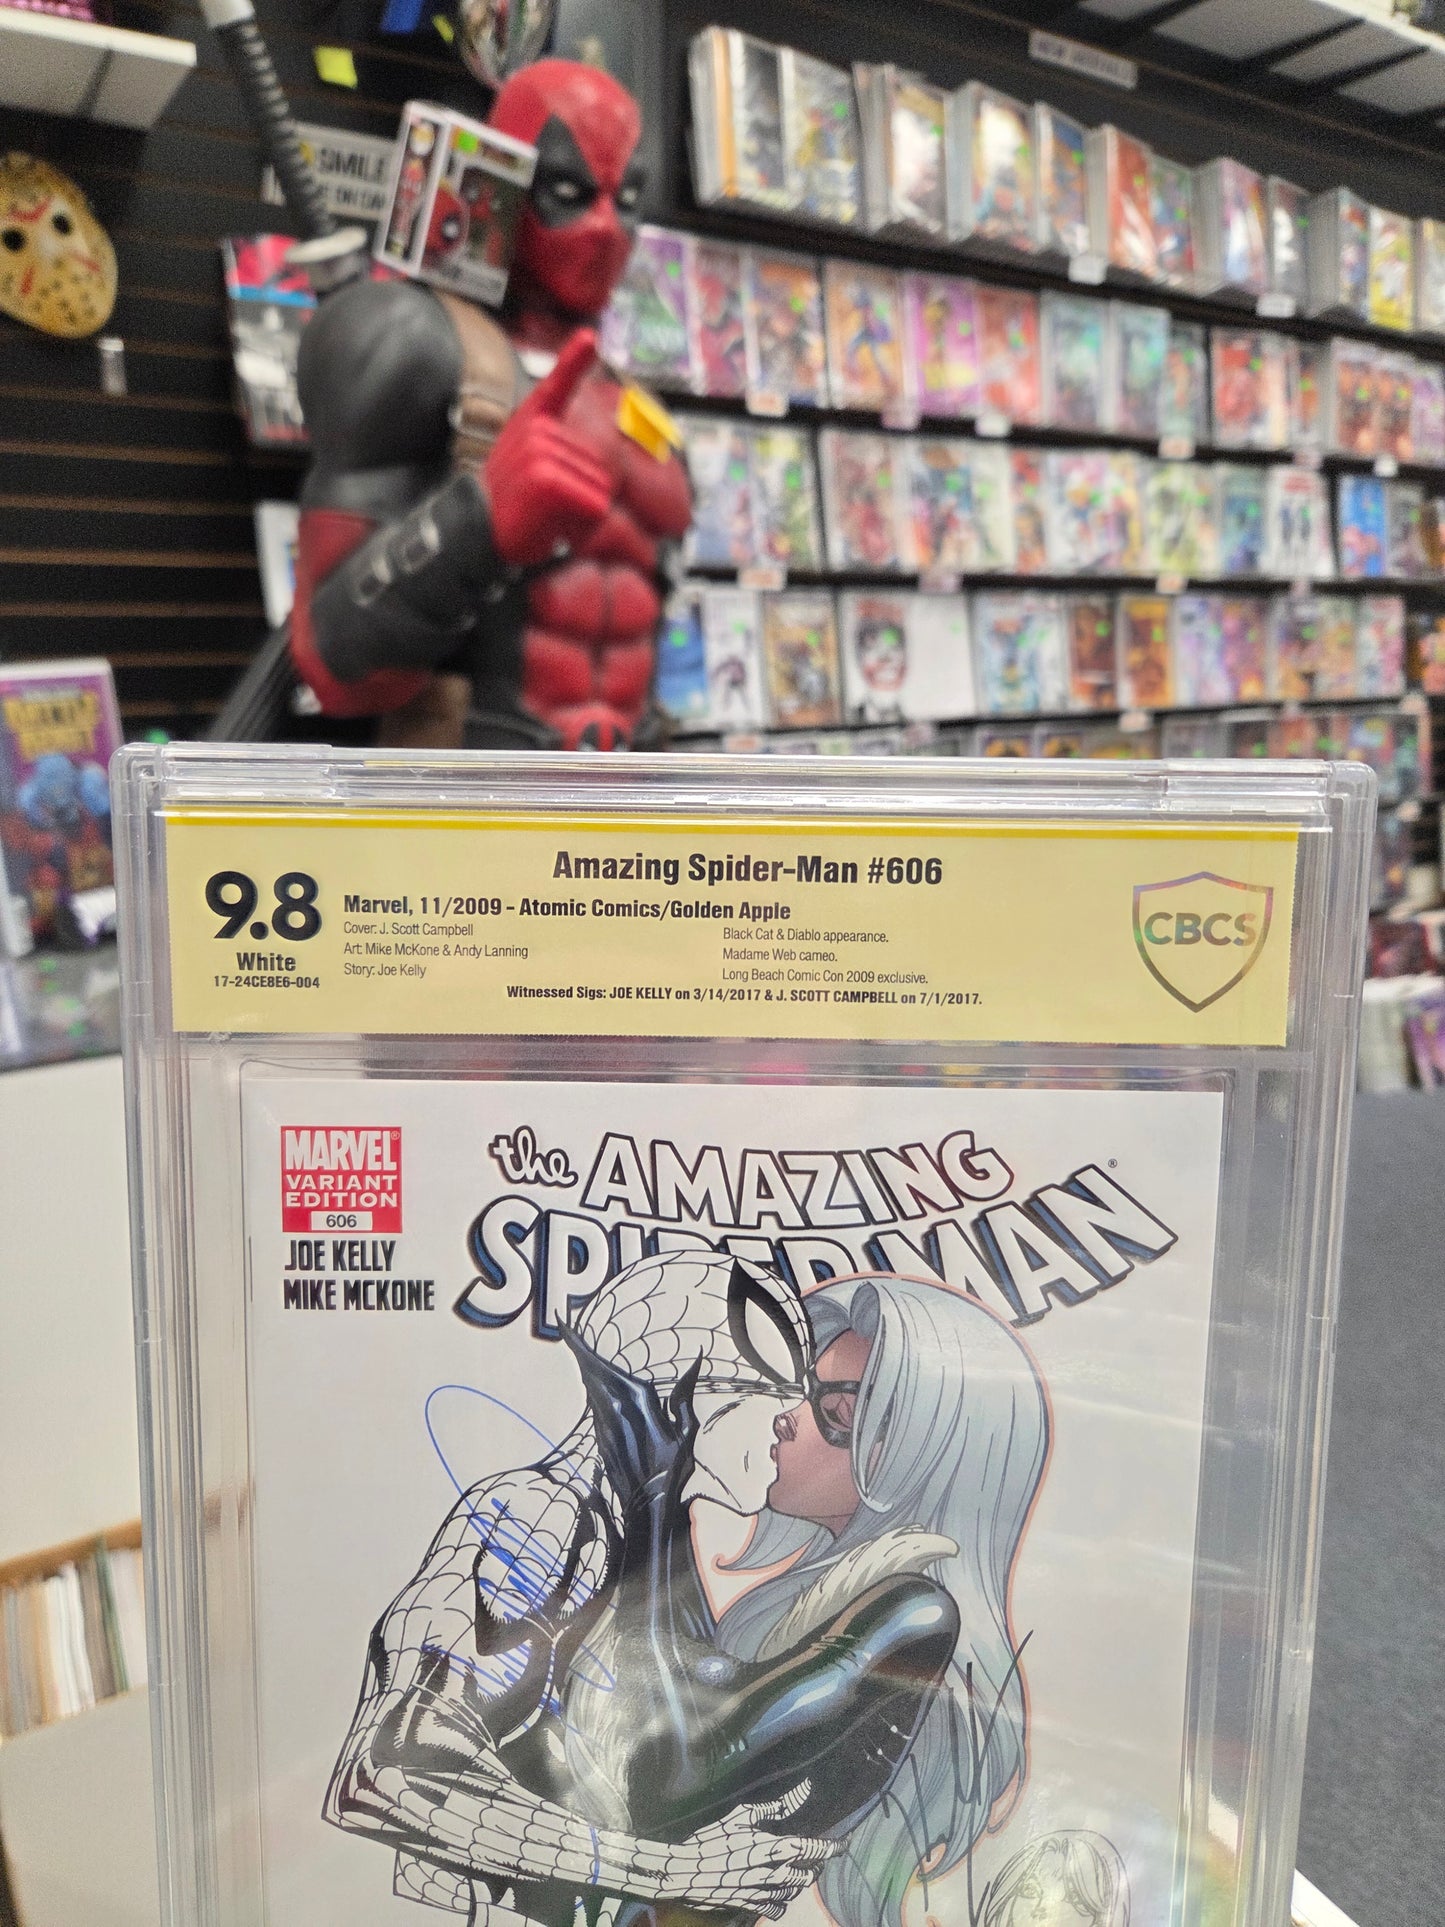 NEW ARRIVALS
SMILE
Amazing Spider-Man #606
9.8
White
17-24CE8E6-004
Marvel, 11/2009 - Atomic Comics/Golden Apple
Cover: J. Scott Campbell
Art: Mike McKone & Andy Lanning
Story: Joe Kelly
Black Cat & Diablo appearance.
Madame Web cameo.
Long Beach Comic Con 2009 exclusive.
Witnessed Sigs: JOE KELLY on 3/14/2017 & J. SCOTT CAMPBELL on 7/1/2017.
CBCS
MARVEL®
VARIANT
EDITION
606
JOE KELLY
MIKE MCKONE
the AMAZING
SPIDER-MAN®